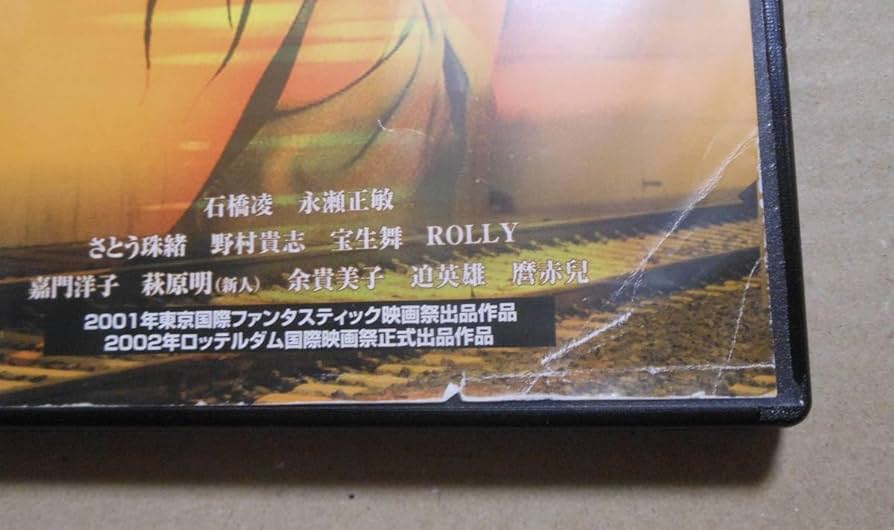 石橋凌 永瀬正敏
さとう珠緒 野村貴志 宝生舞 ROLLY
嘉門洋子 萩原明(新人) 余貴美子 迫英雄 麿赤兒
2001年東京国際ファンタスティック映画祭出品作品
2002年ロッテルダム国際映画祭正式出品作品